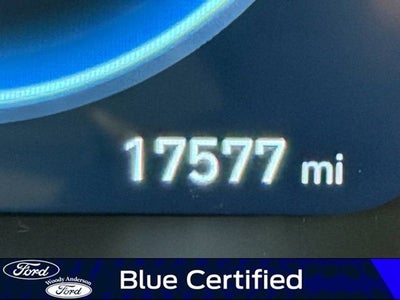 17577 mi
Ford
Woody Anderson
Ford
Blue Certified